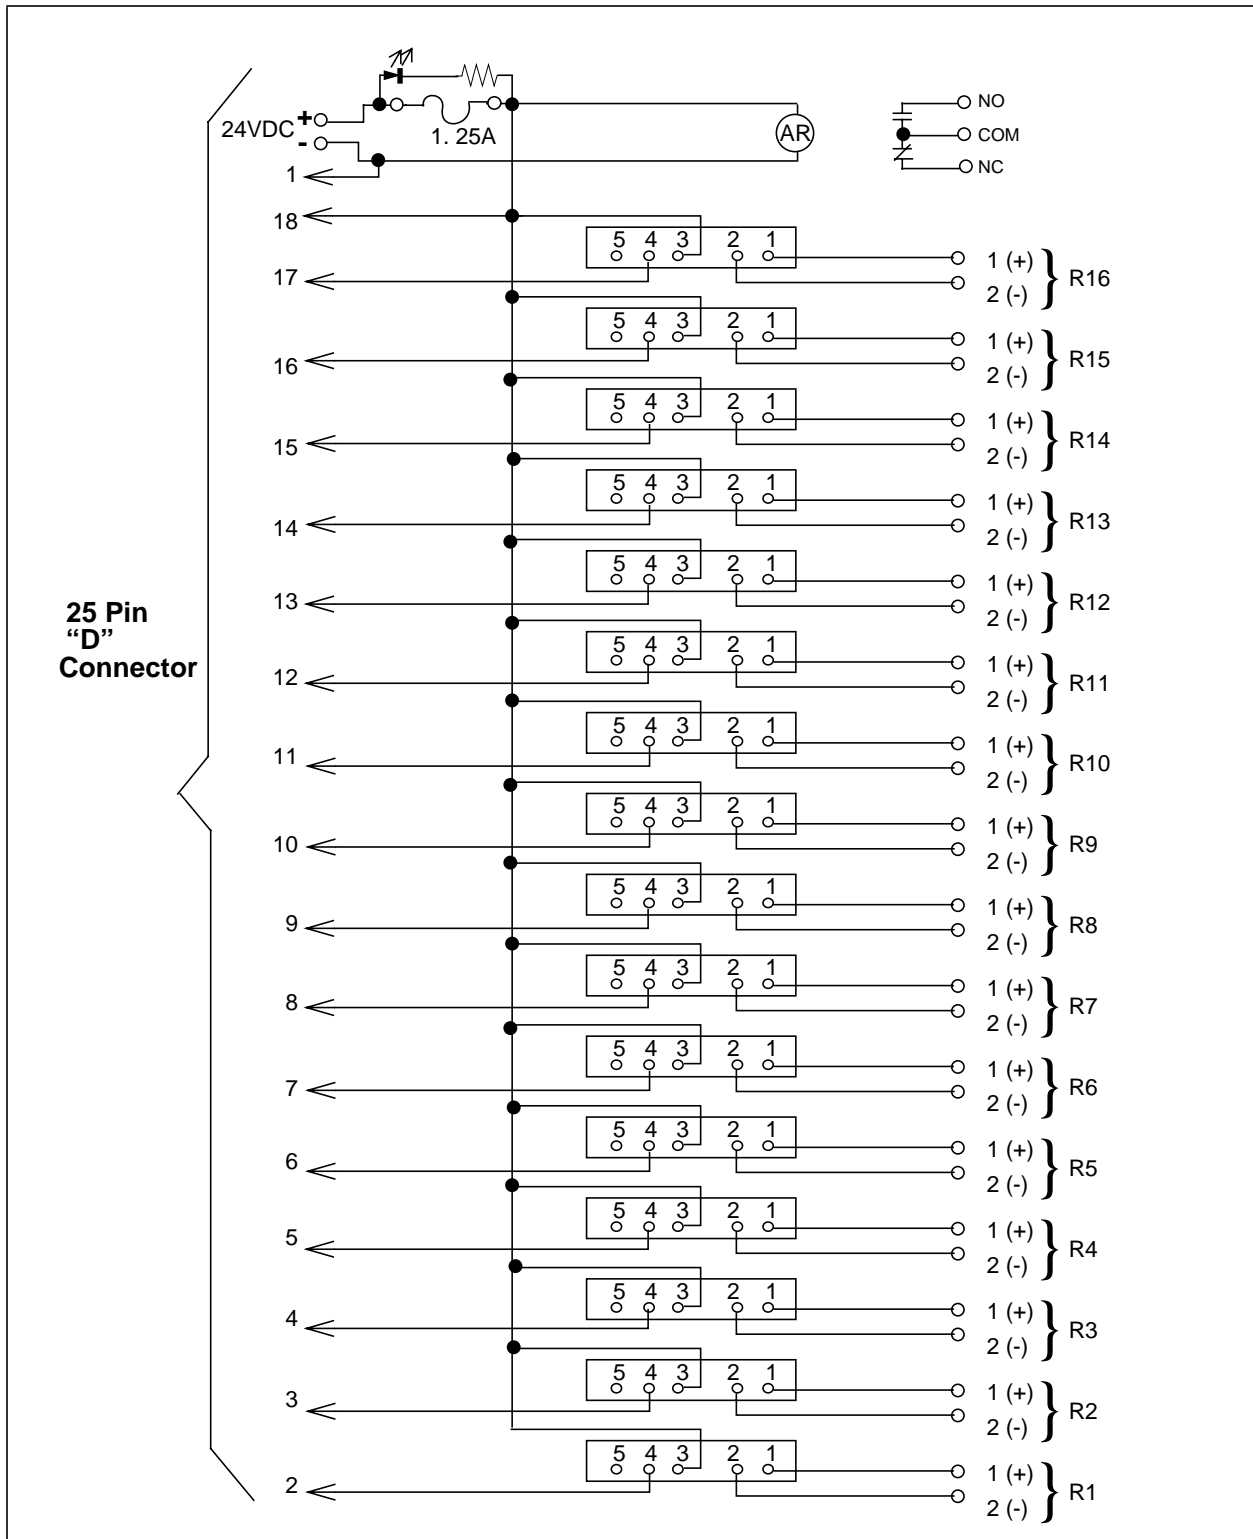 NO
24VDC + 1. 25A AR COM
-
NC
1
18
5 4 3 2 1
1 (+)
17 R16
2 (-)
5 4 3 2 1
1 (+)
16 R15
2 (-)
5 4 3 2 1
1 (+)
15 R14
2 (-)
5 4 3 2 1
1 (+)
14 R13
2 (-)
5 4 3 2 1
1 (+)
13 R12
2 (-)
25 Pin
“D”
Connector
5 4 3 2 1
1 (+)
12 R11
2 (-)
5 4 3 2 1
1 (+)
11 R10
2 (-)
5 4 3 2 1
1 (+)
10 R9
2 (-)
5 4 3 2 1
1 (+)
9 R8
2 (-)
5 4 3 2 1
1 (+)
8 R7
2 (-)
5 4 3 2 1
1 (+)
7 R6
2 (-)
5 4 3 2 1
1 (+)
6 R5
2 (-)
5 4 3 2 1
1 (+)
5 R4
2 (-)
5 4 3 2 1
1 (+)
4 R3
2 (-)
5 4 3 2 1
1 (+)
3 R2
2 (-)
5 4 3 2 1
1 (+)
2 R1
2 (-)